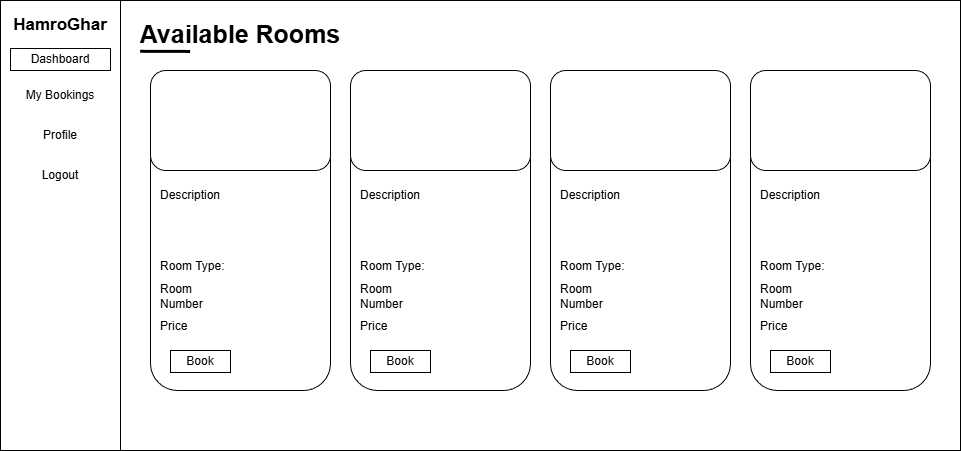 HamroGhar
Dashboard
My Bookings
Profile
Logout
Available Rooms
Description
Room Type:
Room
Number
Price
Book
Description
Room Type:
Room
Number
Price
Book
Description
Room Type:
Room
Number
Price
Book
Description
Room Type:
Room
Number
Price
Book